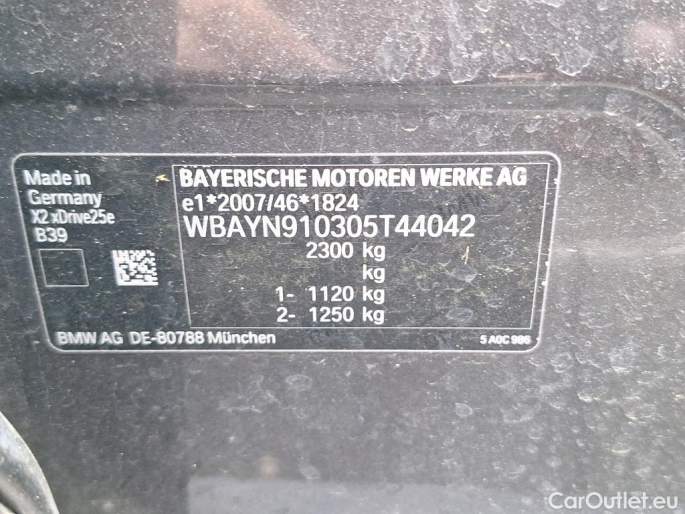 Made in
Germany
X2 xDrive25e
B39
BAYERISCHE MOTOREN WERKE AG
e1*2007/46*1824
WBAYN910305T44042
2300 kg
kg
1- 1120 kg
2- 1250 kg
BMW AG DE-80788 München
5 A0C 986
CarOutlet.eu